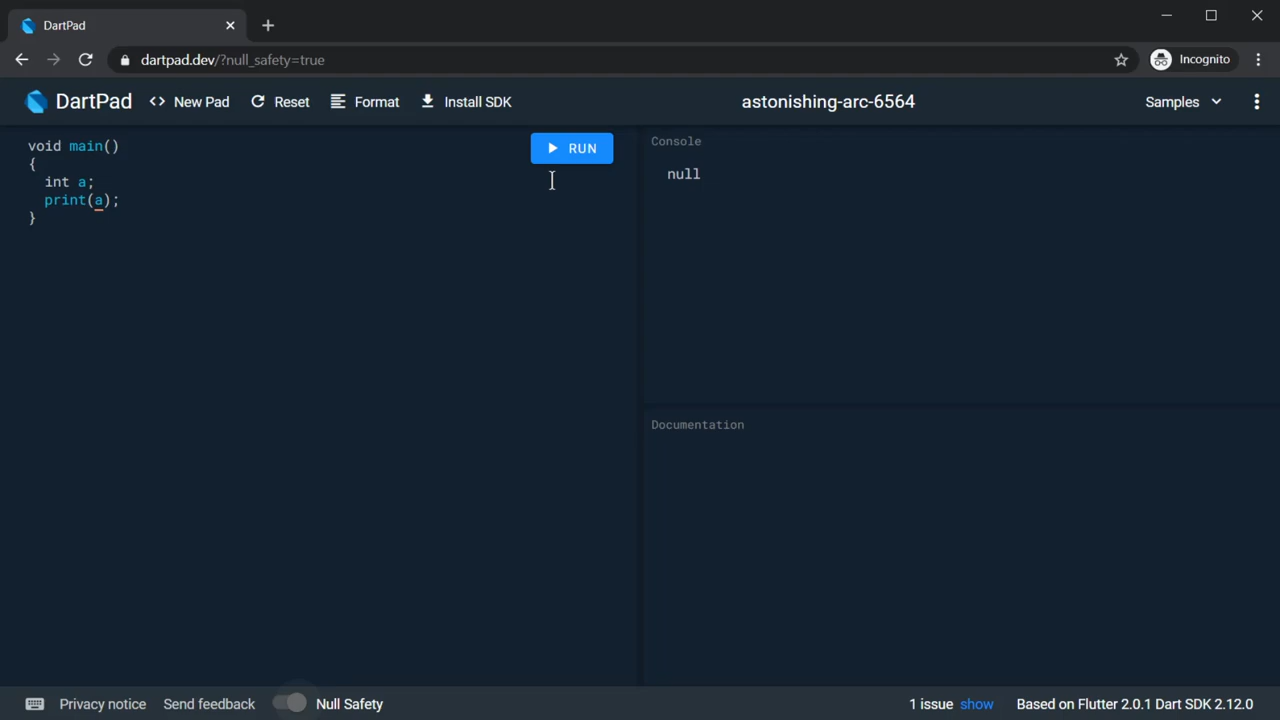 DartPad
dartpad.dev/?null_safety=true
Incognito
DartPad
<> New Pad
Reset
Format
Install SDK
astonishing-arc-6564
Samples
void main()
{
int a;
print(a);
}
RUN
Console
null
Documentation
Privacy notice
Send feedback
Null Safety
1 issue show
Based on Flutter 2.0.1 Dart SDK 2.12.0